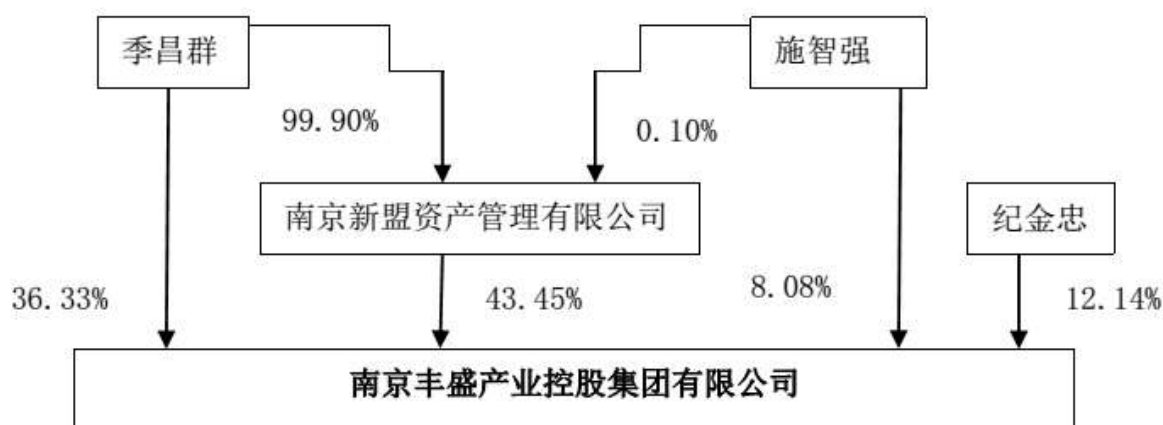 季昌群
施智强
99.90%
0.10%
南京新盟资产管理有限公司
纪金忠
36.33%
43.45%
8.08%
12.14%
南京丰盛产业控股集团有限公司